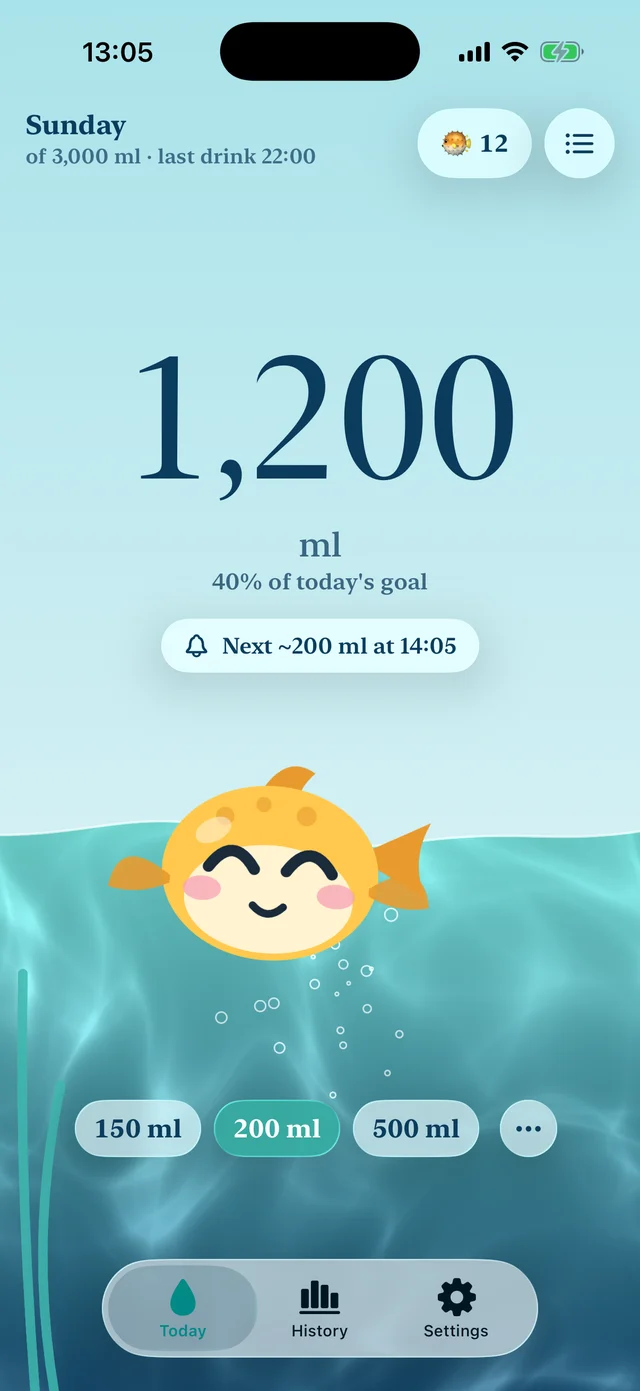 13:05
Sunday
of 3,000 ml · last drink 22:00
12
1,200
ml
40% of today's goal
Next ~200 ml at 14:05
150 ml
200 ml
500 ml
Today
History
Settings